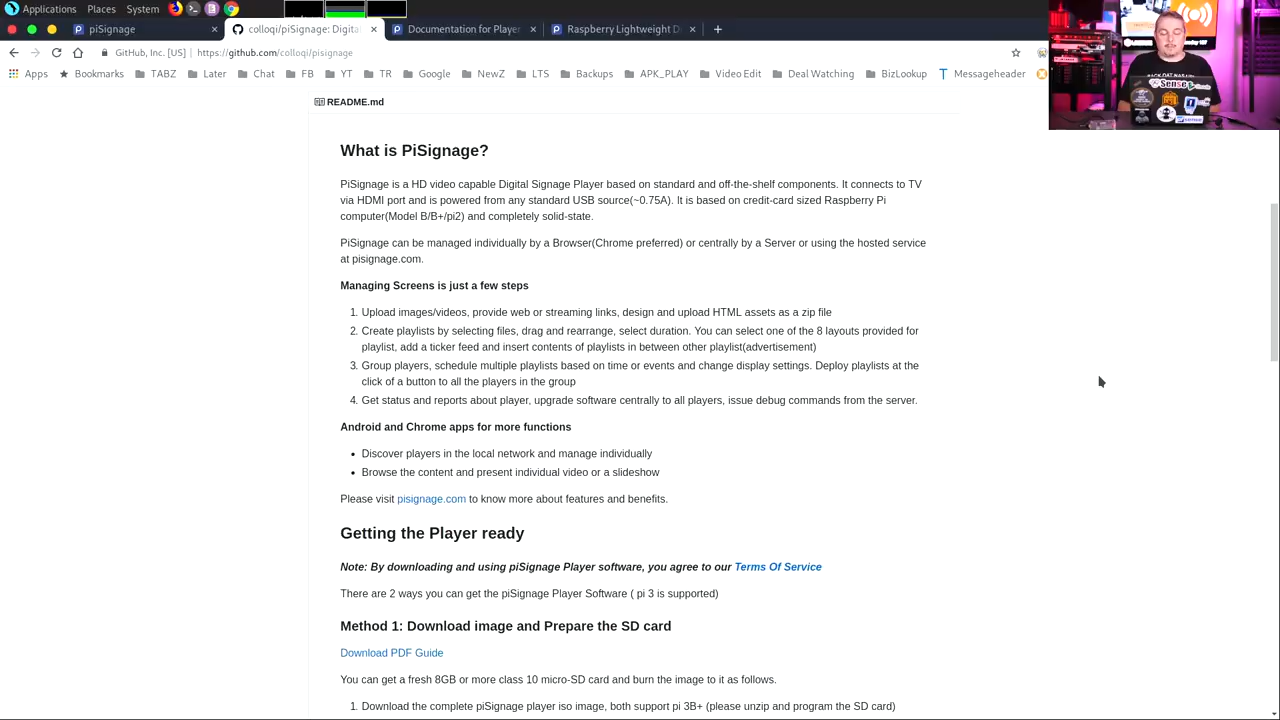 Applications Places System
piSignage
colloqi/piSignage: Digita
Documentation for Player
Raspberry Lightweight Di
GitHub, Inc. [US] | https://github.com/colloqi/pisignage
Apps Bookmarks TABZ Later Chat FB YT TR Google NewZ LTS Backups APK_PLAY Video Edit Watching BizLookup Messageheader
README.md
What is PiSignage?
PiSignage is a HD video capable Digital Signage Player based on standard and off-the-shelf components. It connects to TV
via HDMI port and is powered from any standard USB source(~0.75A). It is based on credit-card sized Raspberry Pi
computer(Model B/B+/pi2) and completely solid-state.
PiSignage can be managed individually by a Browser(Chrome preferred) or centrally by a Server or using the hosted service
at pisignage.com.
Managing Screens is just a few steps
1. Upload images/videos, provide web or streaming links, design and upload HTML assets as a zip file
2. Create playlists by selecting files, drag and rearrange, select duration. You can select one of the 8 layouts provided for
playlist, add a ticker feed and insert contents of playlists in between other playlist(advertisement)
3. Group players, schedule multiple playlists based on time or events and change display settings. Deploy playlists at the
click of a button to all the players in the group
4. Get status and reports about player, upgrade software centrally to all players, issue debug commands from the server.
Android and Chrome apps for more functions
• Discover players in the local network and manage individually
• Browse the content and present individual video or a slideshow
Please visit pisignage.com to know more about features and benefits.
Getting the Player ready
Note: By downloading and using piSignage Player software, you agree to our Terms Of Service
There are 2 ways you can get the piSignage Player Software ( pi 3 is supported)
Method 1: Download image and Prepare the SD card
Download PDF Guide
You can get a fresh 8GB or more class 10 micro-SD card and burn the image to it as follows.
1. Download the complete piSignage player iso image, both support pi 3B+ (please unzip and program the SD card)
Sense